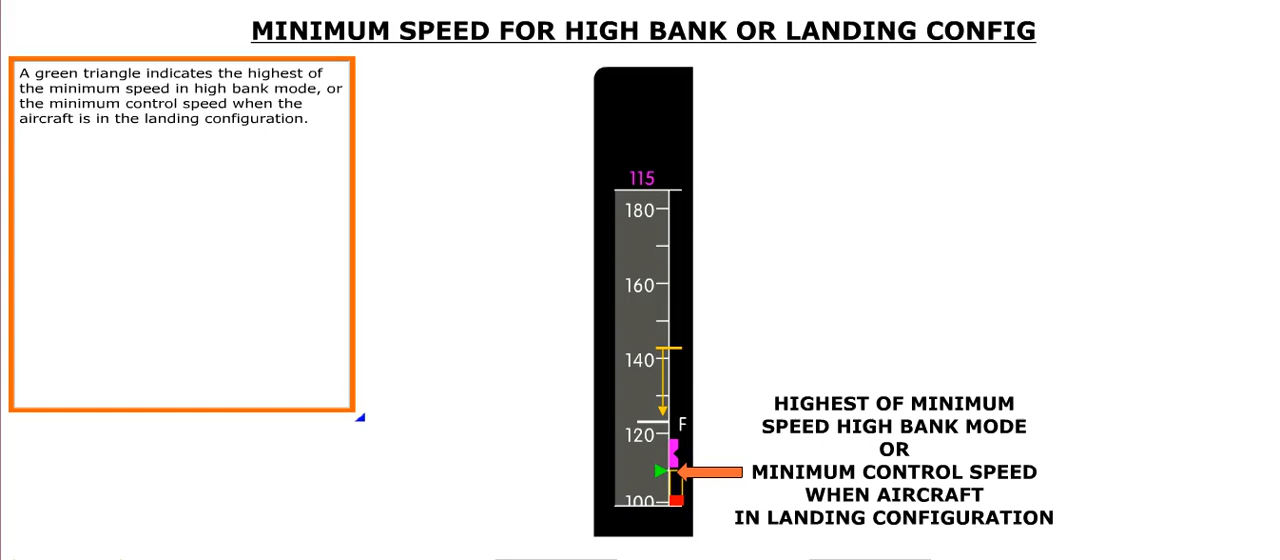 MINIMUM SPEED FOR HIGH BANK OR LANDING CONFIG
A green triangle indicates the highest of
the minimum speed in high bank mode, or
the minimum control speed when the
aircraft is in the landing configuration.
115
180
160
140
F
120
100
HIGHEST OF MINIMUM
SPEED HIGH BANK MODE
OR
MINIMUM CONTROL SPEED
WHEN AIRCRAFT
IN LANDING CONFIGURATION